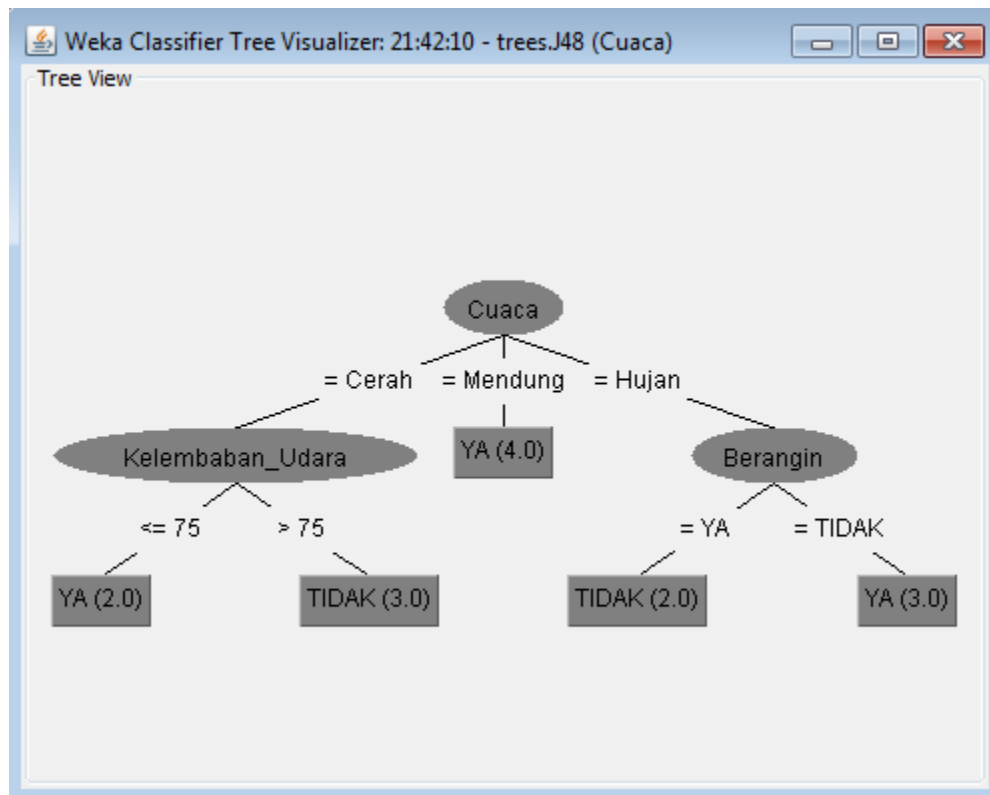 Weka Classifier Tree Visualizer: 21:42:10 - trees.J48 (Cuaca)
Tree View
Cuaca
= Cerah = Mendung = Hujan
Kelembaban_Udara YA (4.0) Berangin
<= 75 > 75 = YA = TIDAK
YA (2.0) TIDAK (3.0) TIDAK (2.0) YA (3.0)